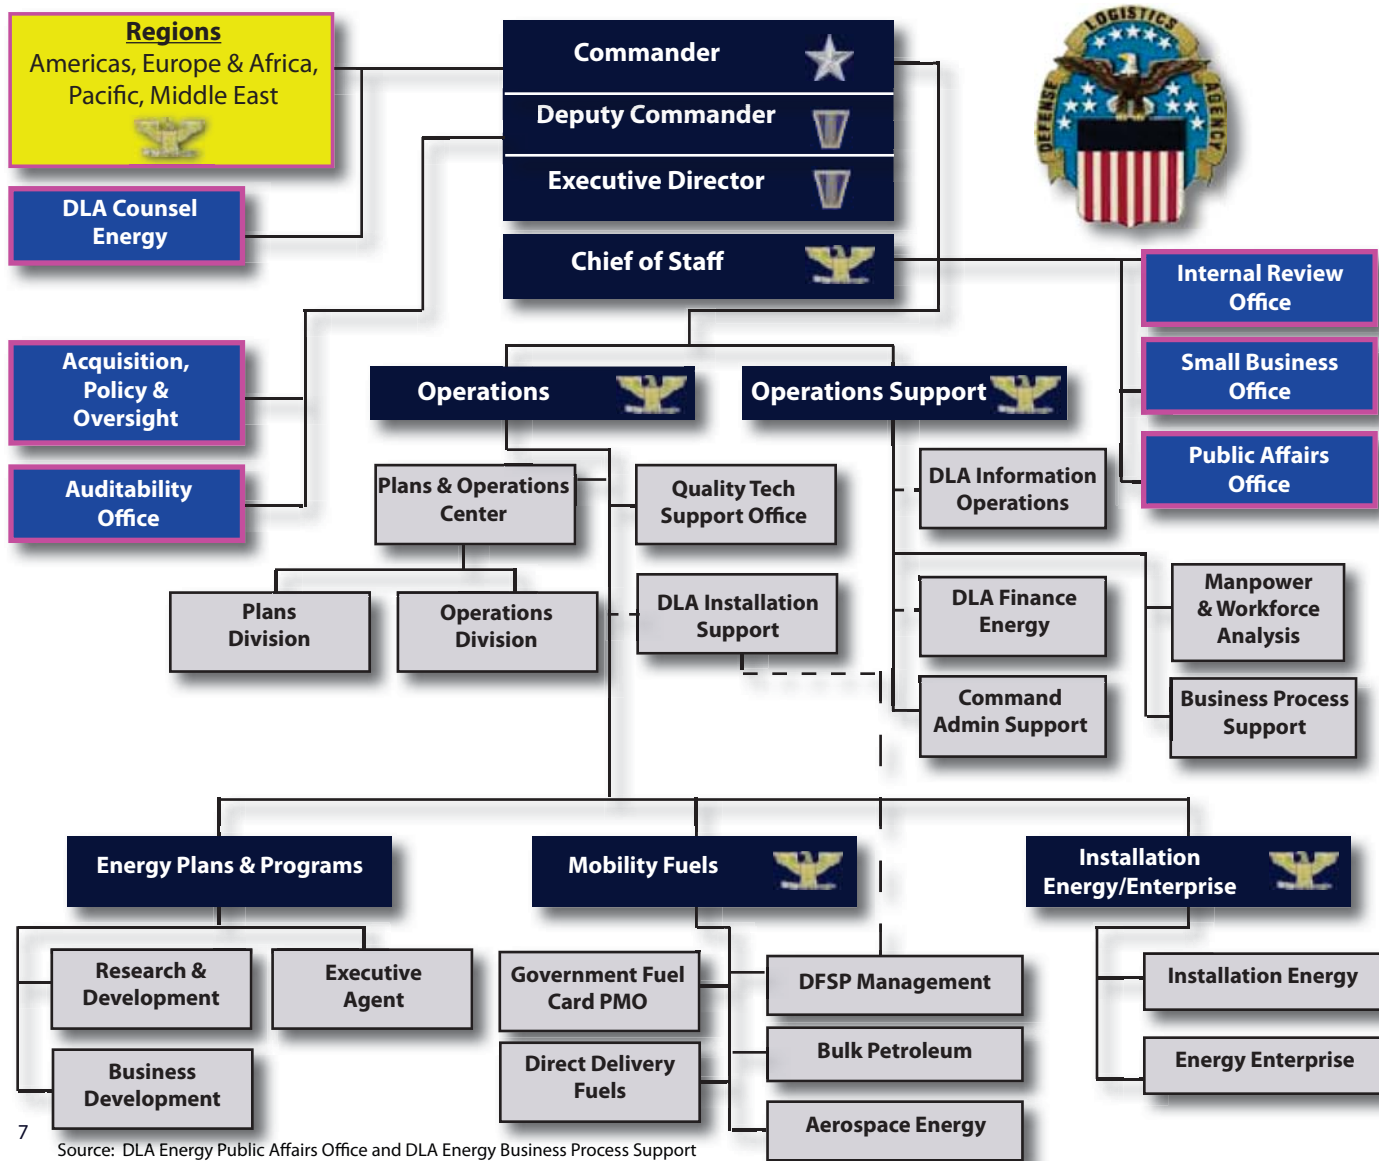 Regions
Americas, Europe & Africa,
Pacific, Middle East
Commander
Deputy Commander
Executive Director
Chief of Staff
DEFENSE
LOGISTICS
AGENCY
DLA Counsel
Energy
Internal Review
Office
Small Business
Office
Public Affairs
Office
Acquisition,
Policy &
Oversight
Auditability
Office
Operations
Operations Support
Plans & Operations
Center
Quality Tech
Support Office
DLA Information
Operations
Plans
Division
Operations
Division
DLA Installation
Support
DLA Finance
Energy
Manpower
& Workforce
Analysis
Command
Admin Support
Business Process
Support
Energy Plans & Programs
Mobility Fuels
Installation
Energy/Enterprise
Research &
Development
Executive
Agent
Government Fuel
Card PMO
DFSP Management
Installation Energy
Business
Development
Direct Delivery
Fuels
Bulk Petroleum
Energy Enterprise
Aerospace Energy
7
Source: DLA Energy Public Affairs Office and DLA Energy Business Process Support